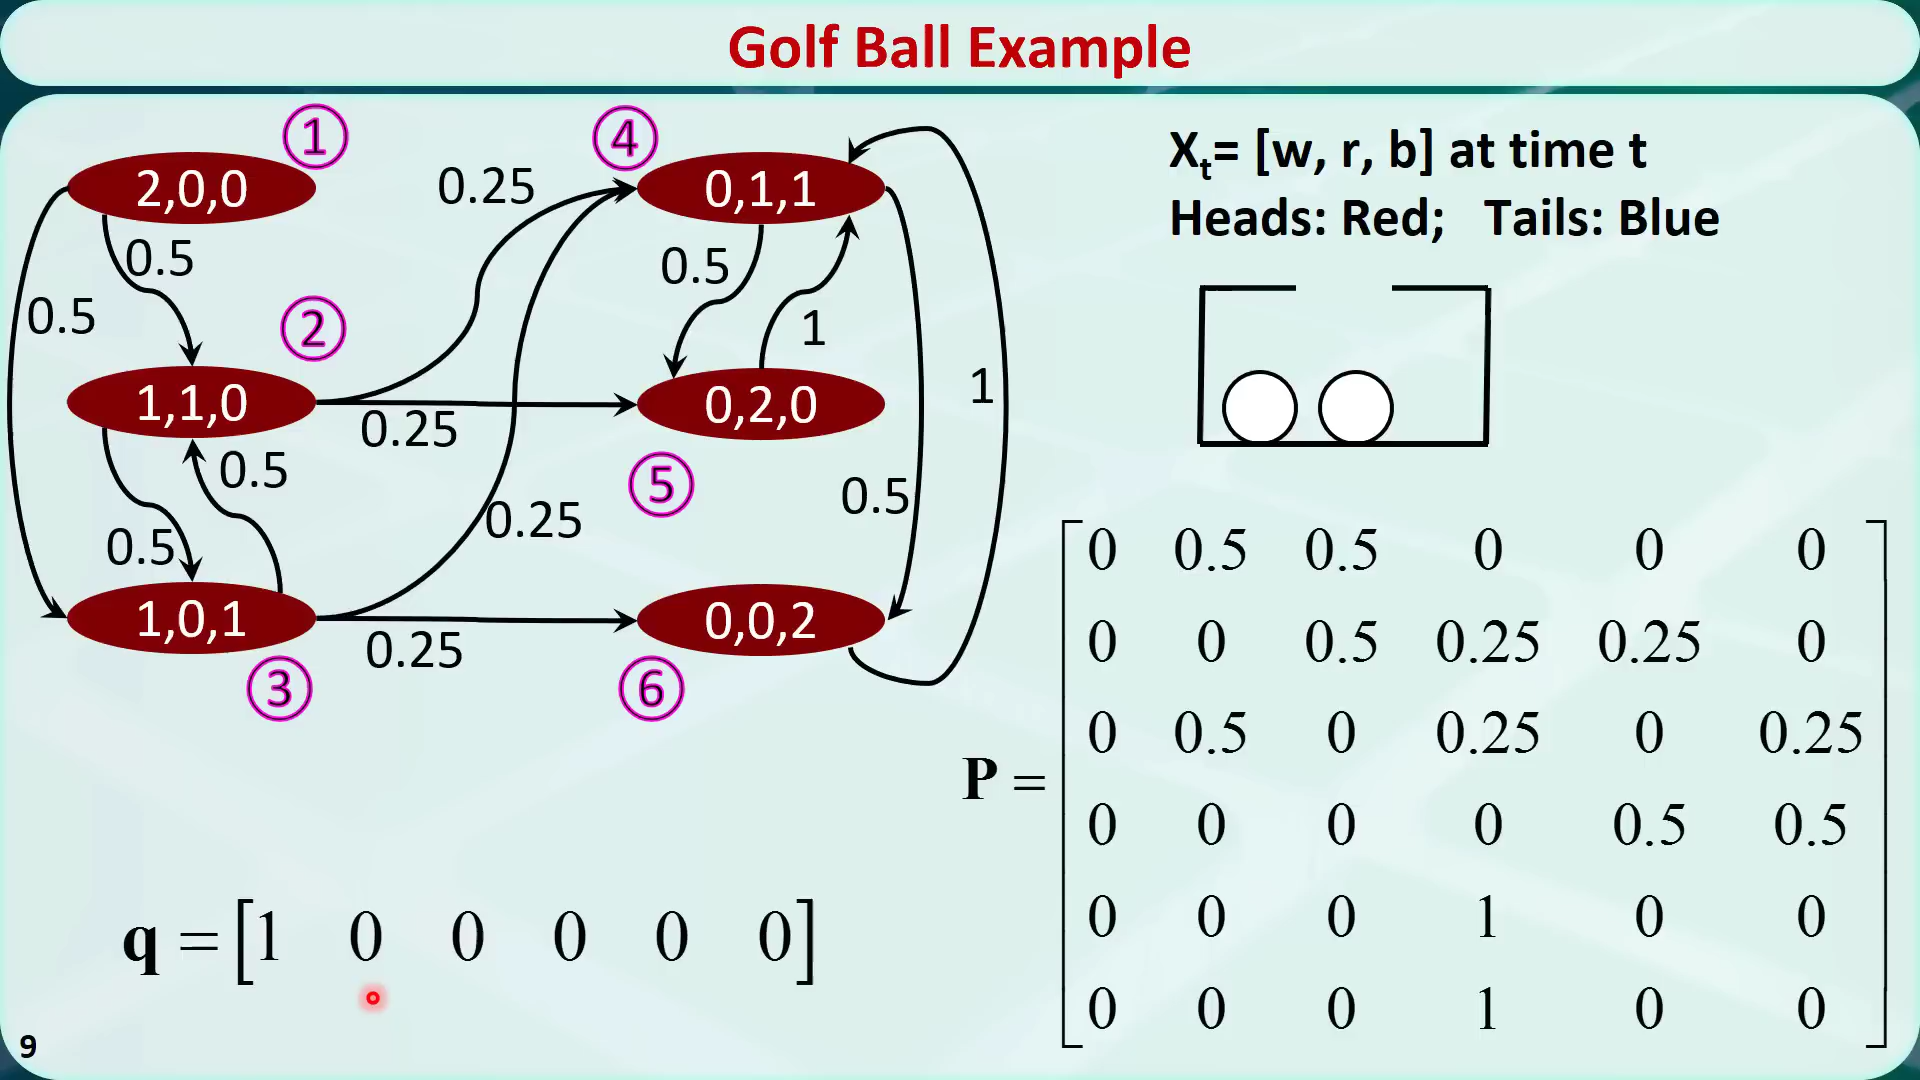 Golf Ball Example
① ④
2,0,0 0.25 0,1,1
0.5 0.5
0.5 ② 1
1,1,0 0.25 0,2,0 1
0.5 ⑤
0.5 0.25 0.5
1,0,1 0.25 0,0,2
③ ⑥
Xt= [w, r, b] at time t
Heads: Red; Tails: Blue
P =
0 0.5 0.5 0 0 0
0 0 0.5 0.25 0.25 0
0 0.5 0 0.25 0 0.25
0 0 0 0 0.5 0.5
0 0 0 1 0 0
0 0 0 1 0 0
q = [1 0 0 0 0 0]
9